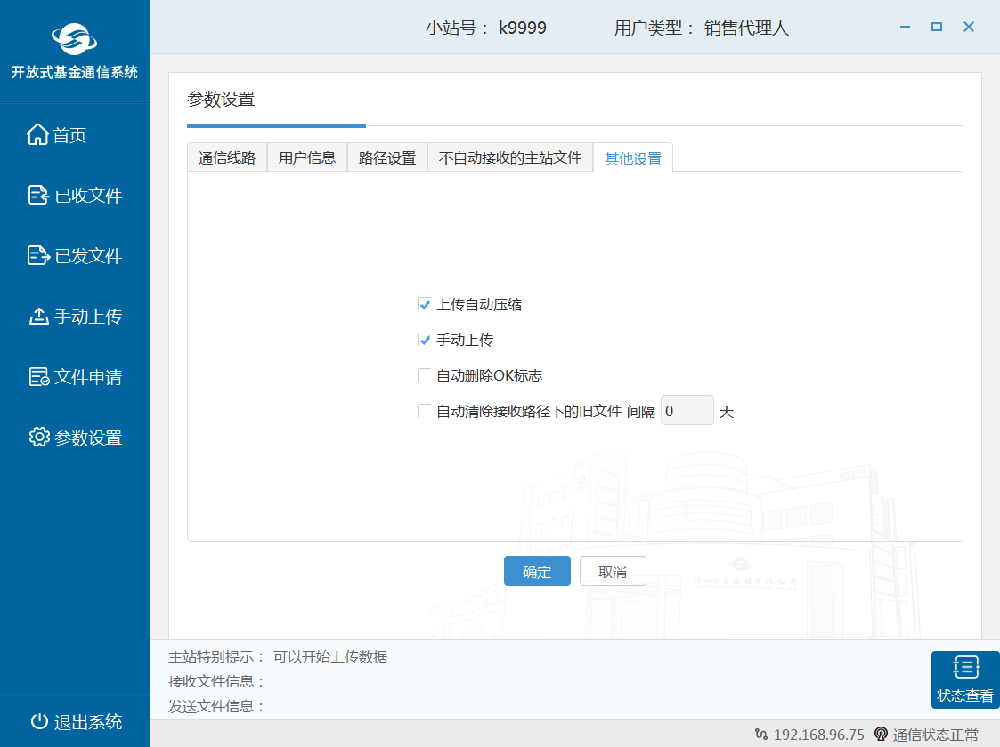 开放式基金通信系统
小站号： k9999 用户类型： 销售代理人
首页
已收文件
已发文件
手动上传
文件申请
参数设置
退出系统
参数设置
通信线路 用户信息 路径设置 不自动接收的主站文件 其他设置
上传自动压缩
手动上传
自动删除OK标志
自动清除接收路径下的旧文件 间隔 0 天
确定 取消
主站特别提示： 可以开始上传数据
接收文件信息：
发送文件信息：
状态查看
192.168.96.75 通信状态正常